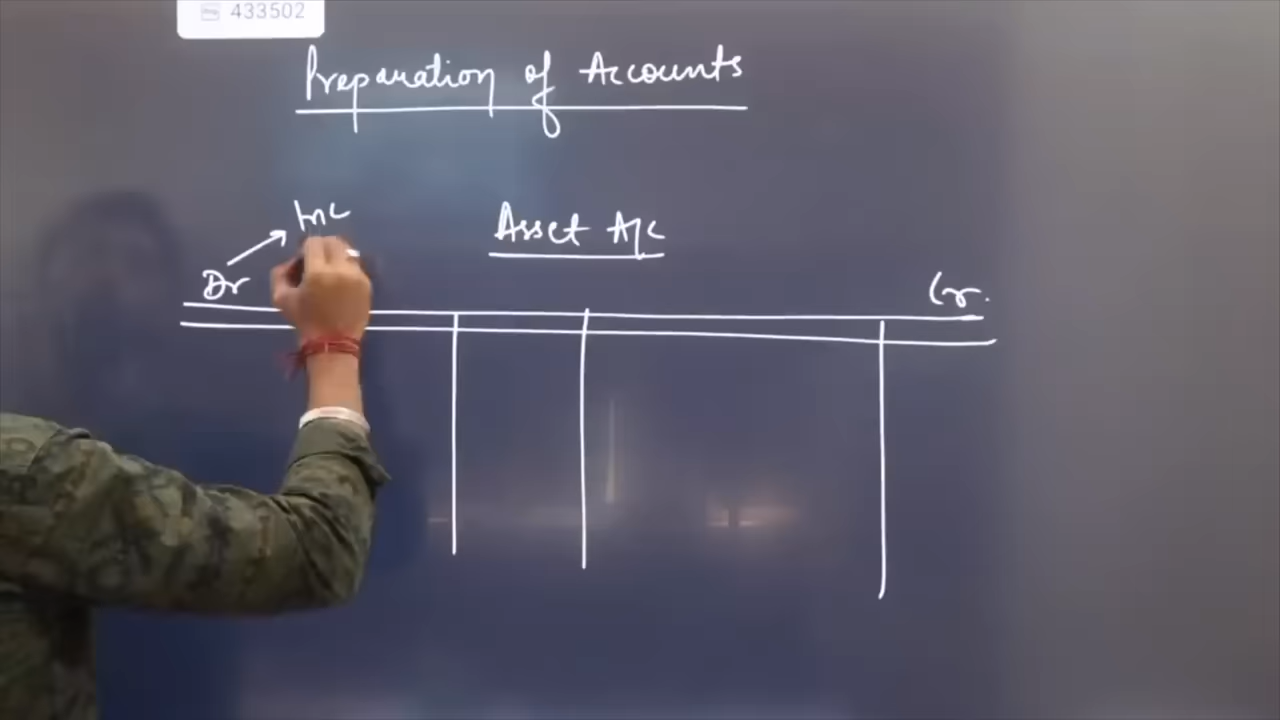 433502
Preparation of Accounts
Inc
Asset A/c
Dr
Cr.